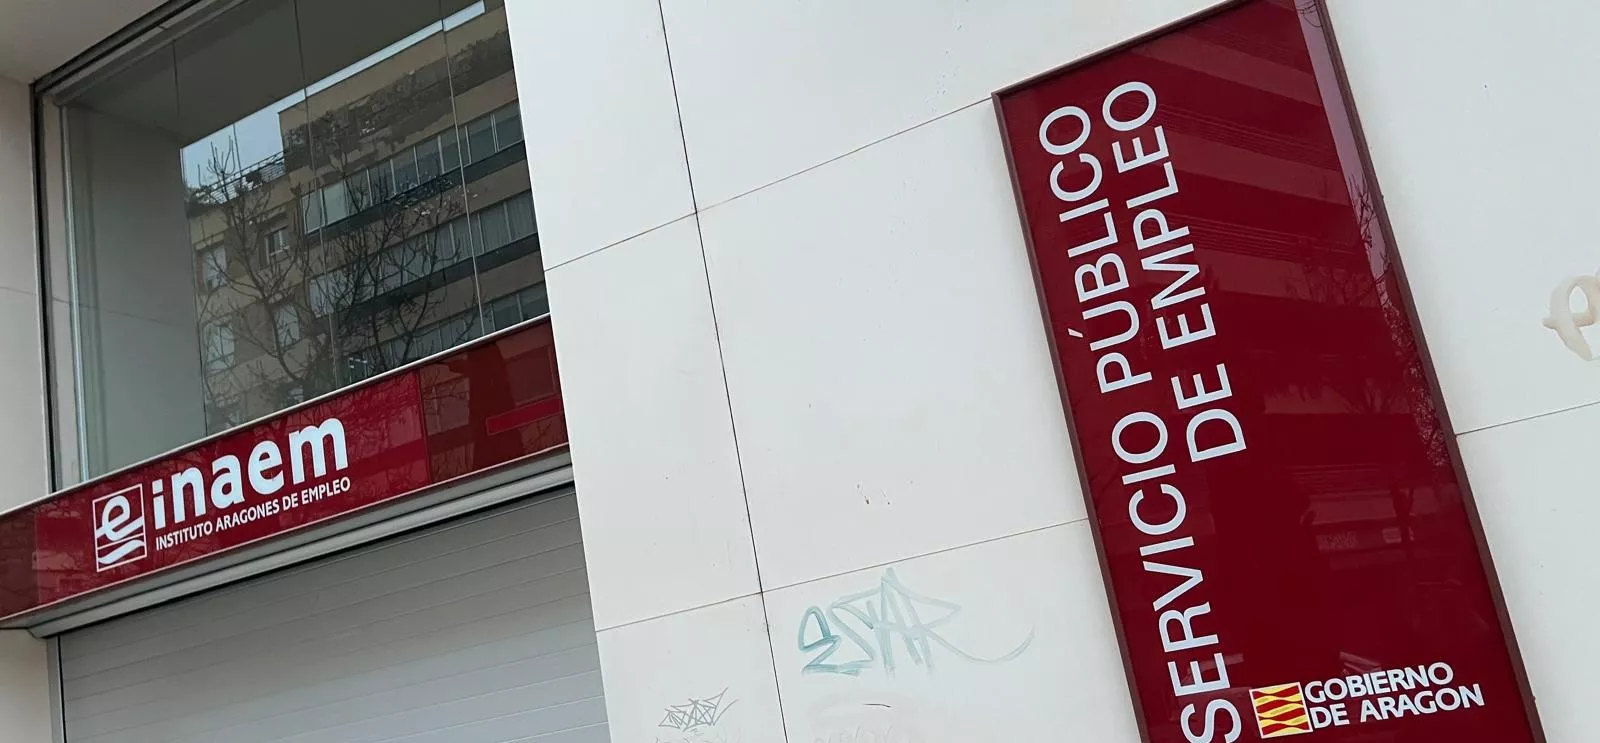 e inaem
INSTITUTO ARAGONES DE EMPLEO
SERVICIO PÚBLICO
DE EMPLEO
GOBIERNO
DE ARAGON